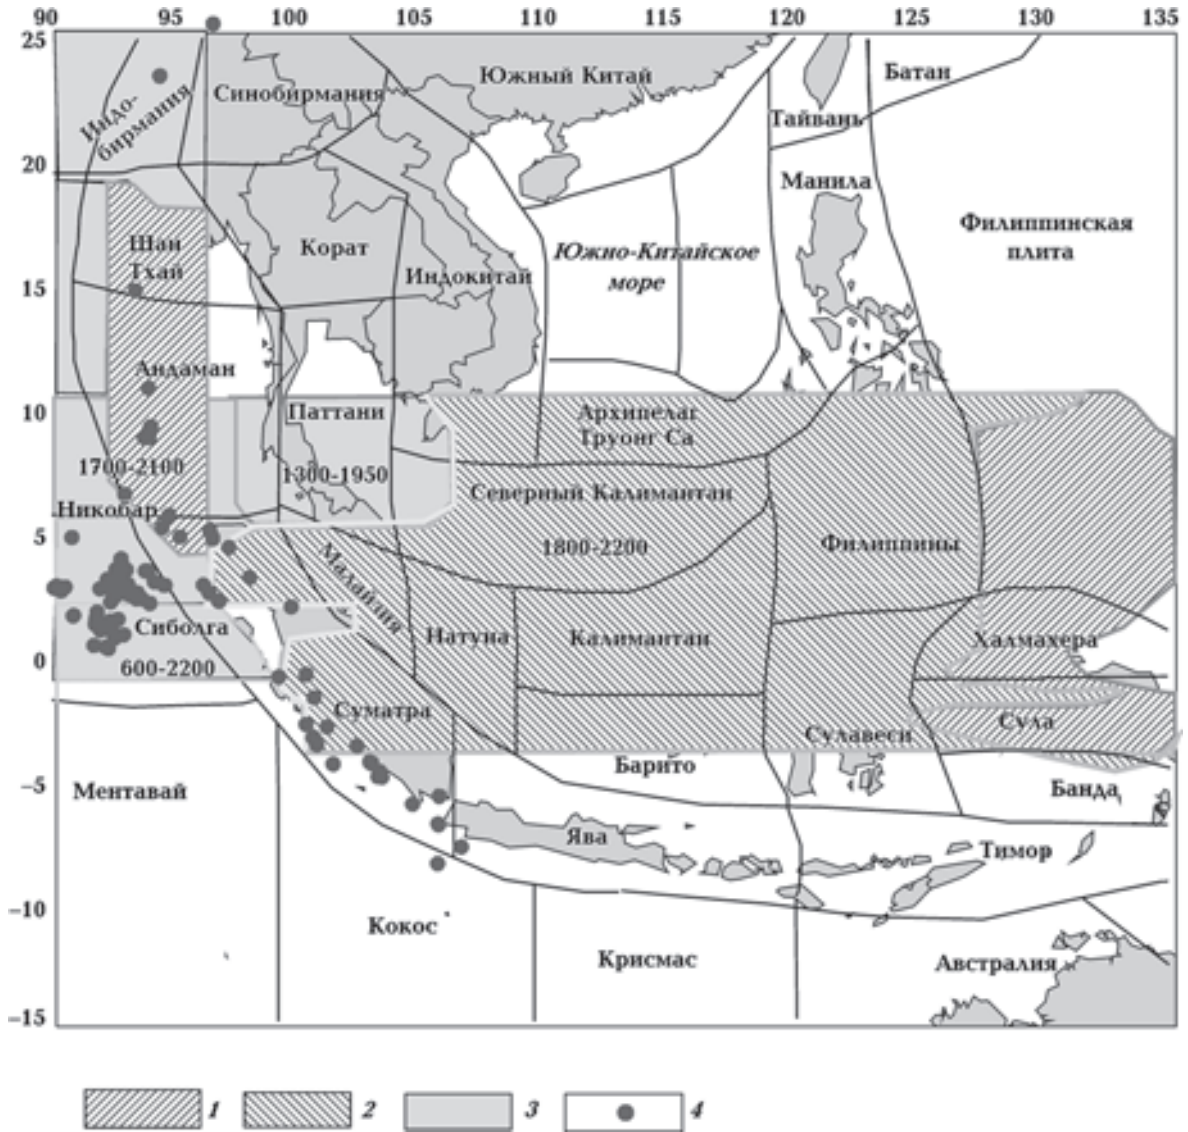 90 95 100 105 110 115 120 125 130 135
25
Южный Китай
Батан
Синобирмания
Индо-
бирмания
Тайвань
20
Манила
Филиппинская
плита
Шан
Тхай
Корат
Индокитай
Южно-Китайское
море
15
Андаман
10
Паттани
Архипелаг
Труонг Са
1700-2100
1300-1950
Северный Калимантан
Никобар
5
1800-2200
Филиппины
Малайзия
Сиболга
Натуна
Калимантан
Халмахера
0
600-2200
Суматра
Сула
Сулавеси
Барито
–5
Ментавай
Банда
Ява
Тимор
–10
Кокос
Крисмас
Австралия
–15
1 2 3 4